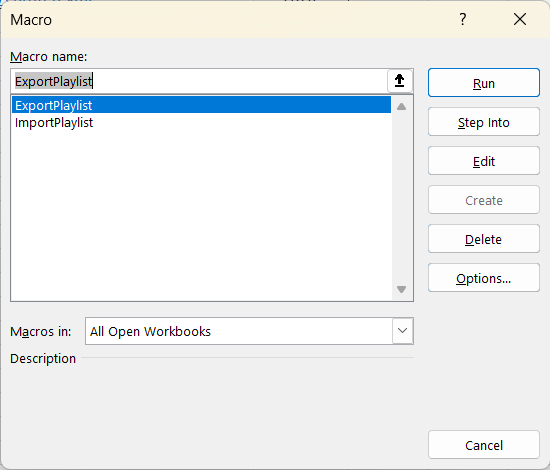 Macro
?
Macro name:
ExportPlaylist
ExportPlaylist
ImportPlaylist
Run
Step Into
Edit
Create
Delete
Options...
Macros in:
All Open Workbooks
Description
Cancel